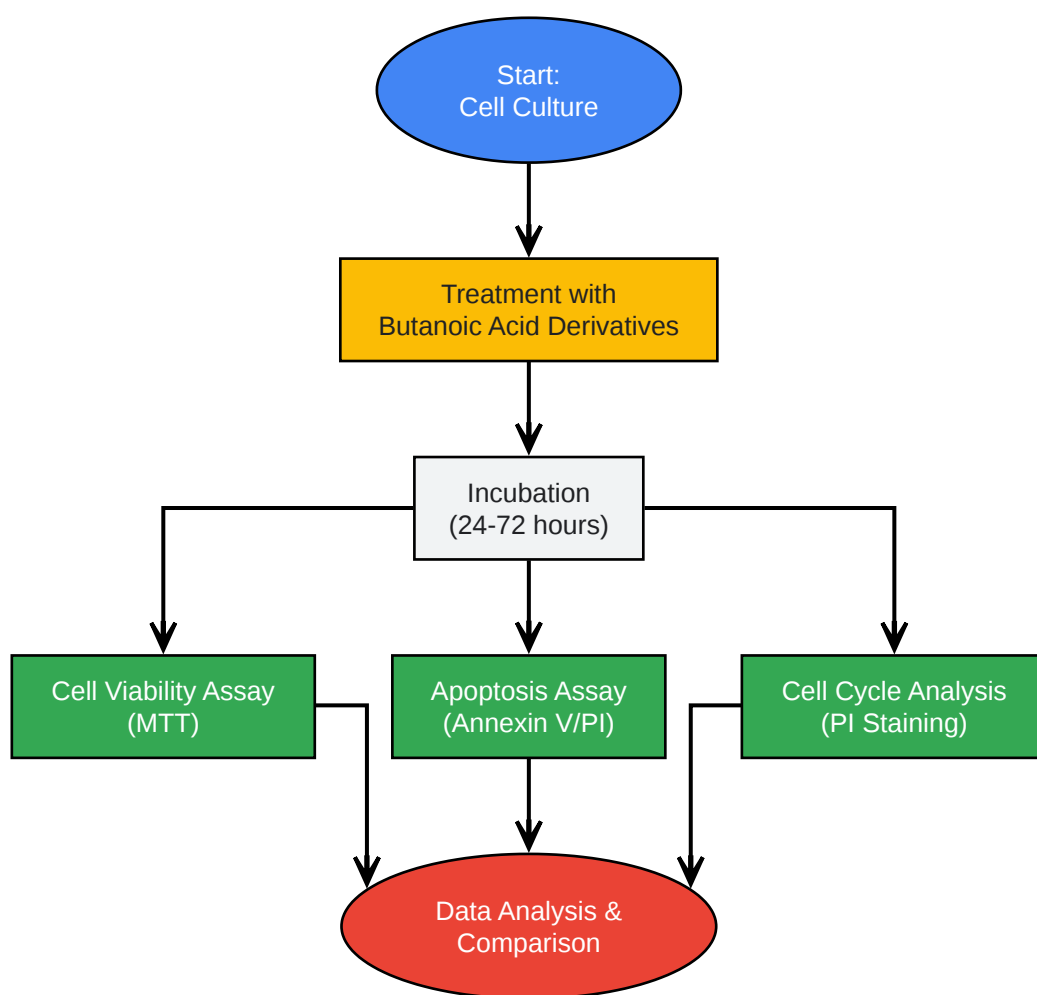 Start:
Cell Culture
Treatment with
Butanoic Acid Derivatives
Incubation
(24-72 hours)
Cell Viability Assay
(MTT)
Apoptosis Assay
(Annexin V/PI)
Cell Cycle Analysis
(PI Staining)
Data Analysis &
Comparison